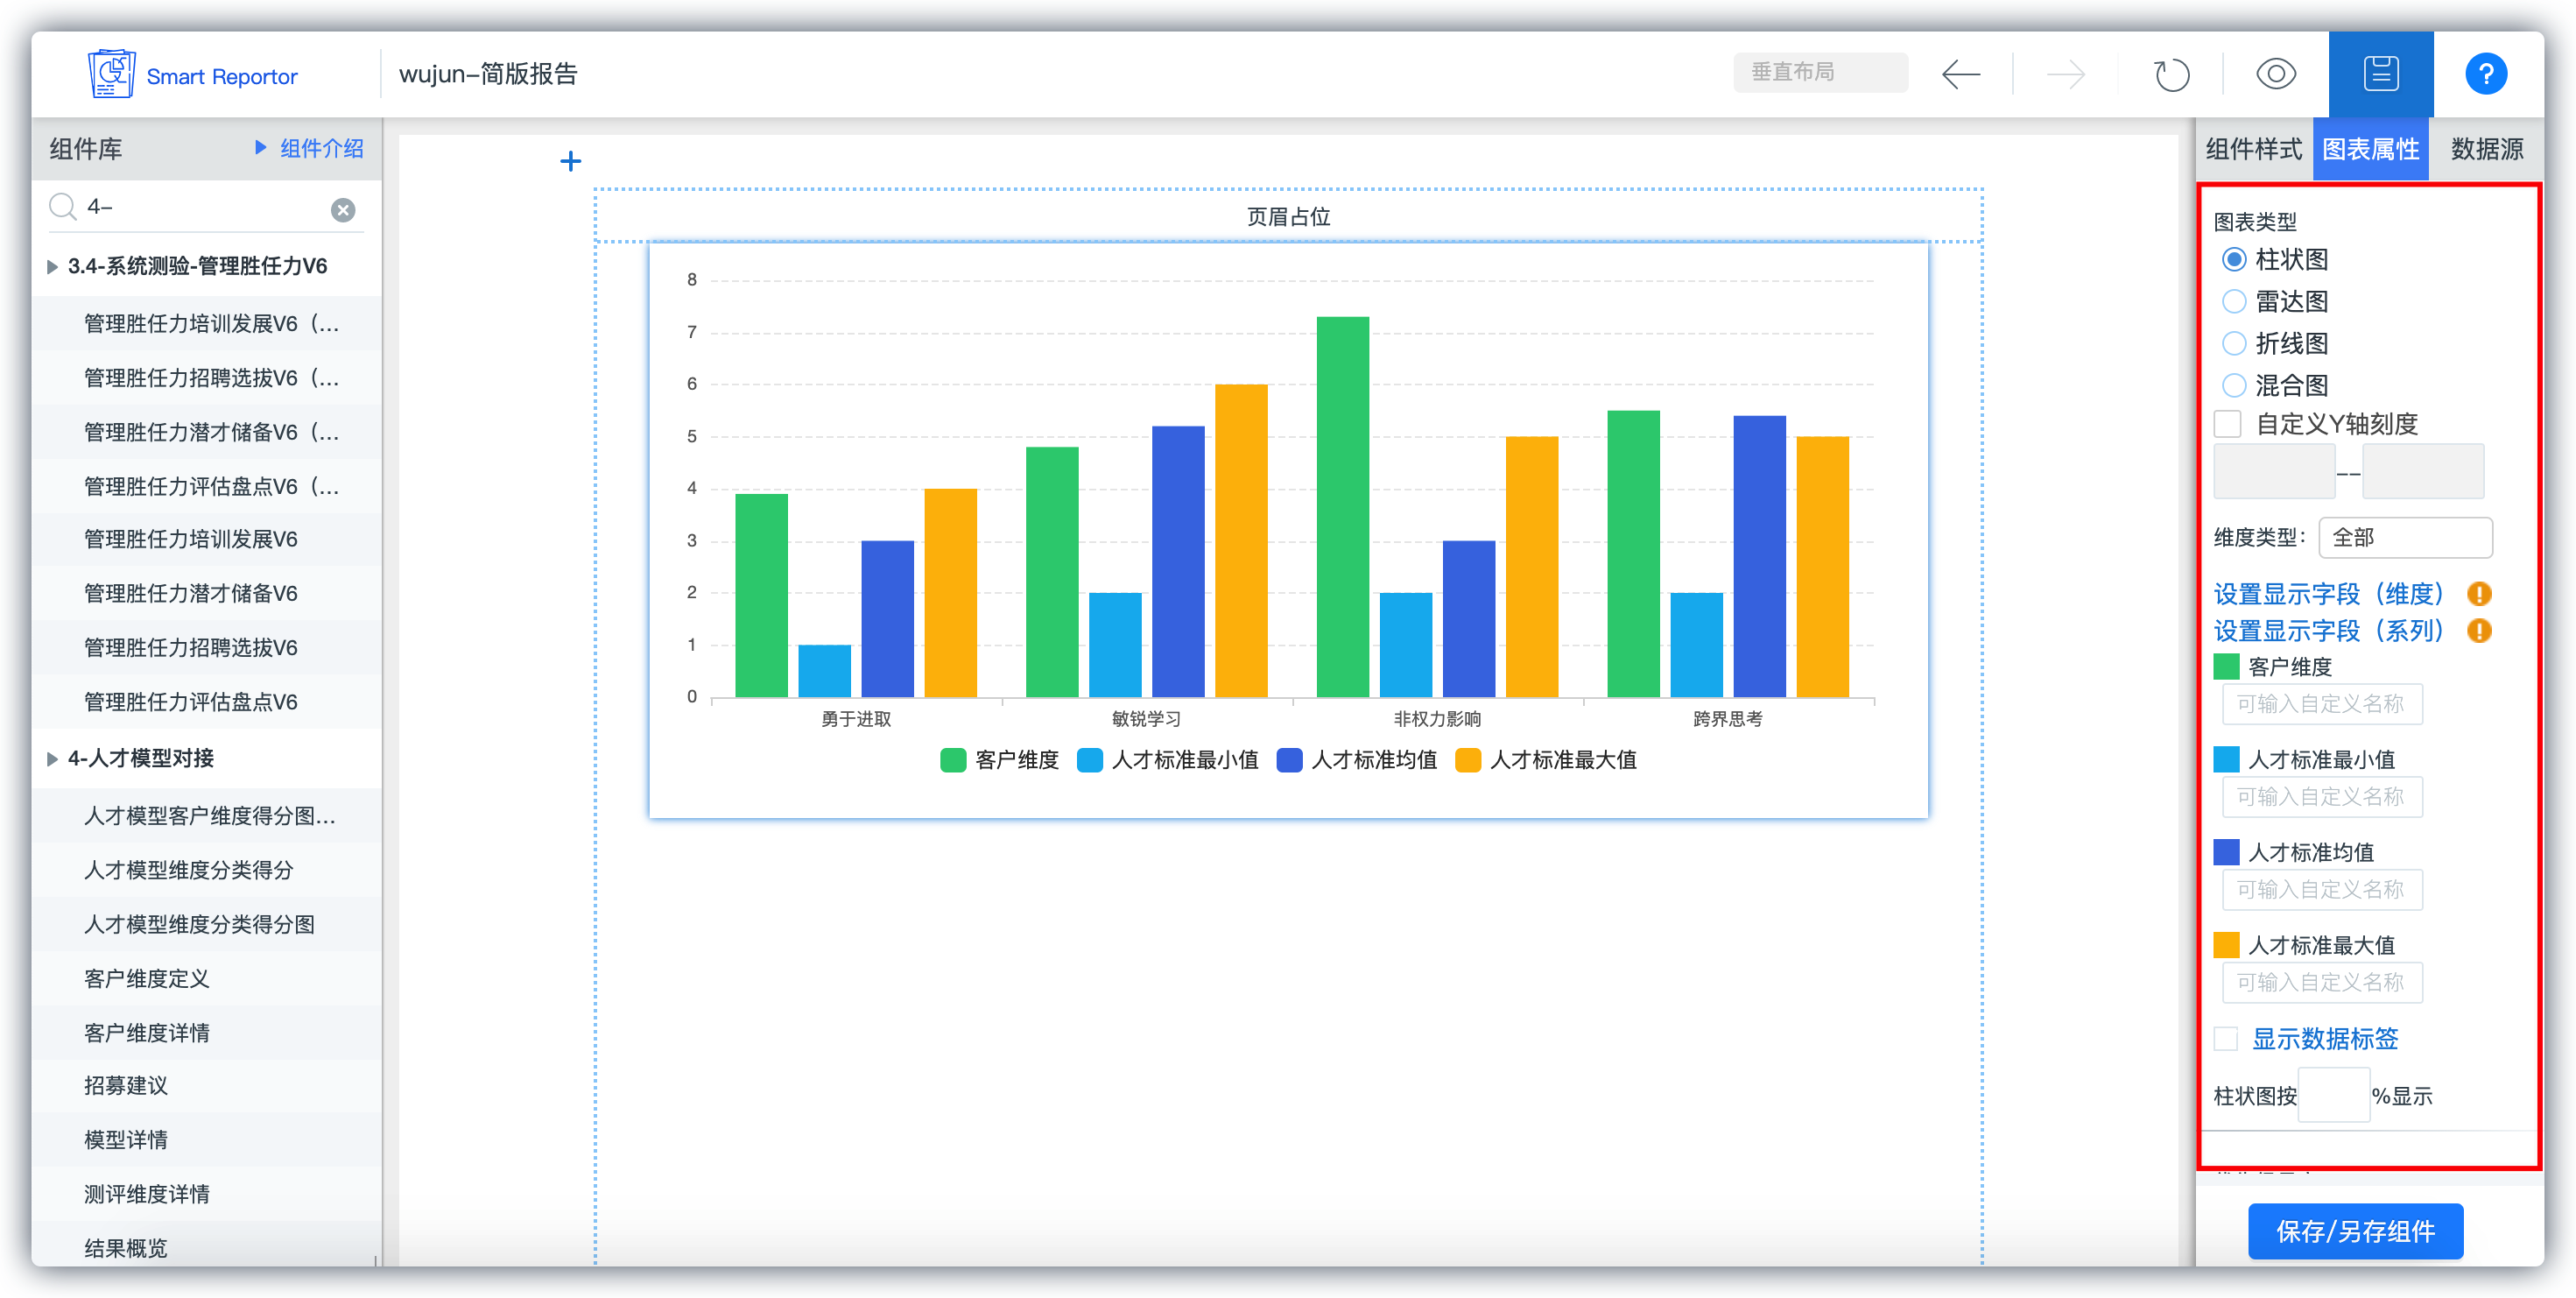 Smart Reportor
wujun-简版报告
垂直布局
?
组件库
组件介绍
4-
3.4-系统测验-管理胜任力V6
管理胜任力培训发展V6（...
管理胜任力招聘选拔V6（...
管理胜任力潜才储备V6（...
管理胜任力评估盘点V6（...
管理胜任力培训发展V6
管理胜任力潜才储备V6
管理胜任力招聘选拔V6
管理胜任力评估盘点V6
4-人才模型对接
人才模型客户维度得分图...
人才模型维度分类得分
人才模型维度分类得分图
客户维度定义
客户维度详情
招募建议
模型详情
测评维度详情
结果概览
+
页眉占位
8
7
6
5
4
3
2
1
0
勇于进取
敏锐学习
非权力影响
跨界思考
客户维度
人才标准最小值
人才标准均值
人才标准最大值
组件样式
图表属性
数据源
图表类型
柱状图
雷达图
折线图
混合图
自定义Y轴刻度
--
维度类型：
全部
设置显示字段（维度） !
设置显示字段（系列） !
客户维度
可输入自定义名称
人才标准最小值
可输入自定义名称
人才标准均值
可输入自定义名称
人才标准最大值
可输入自定义名称
显示数据标签
柱状图按 %显示
保存/另存组件